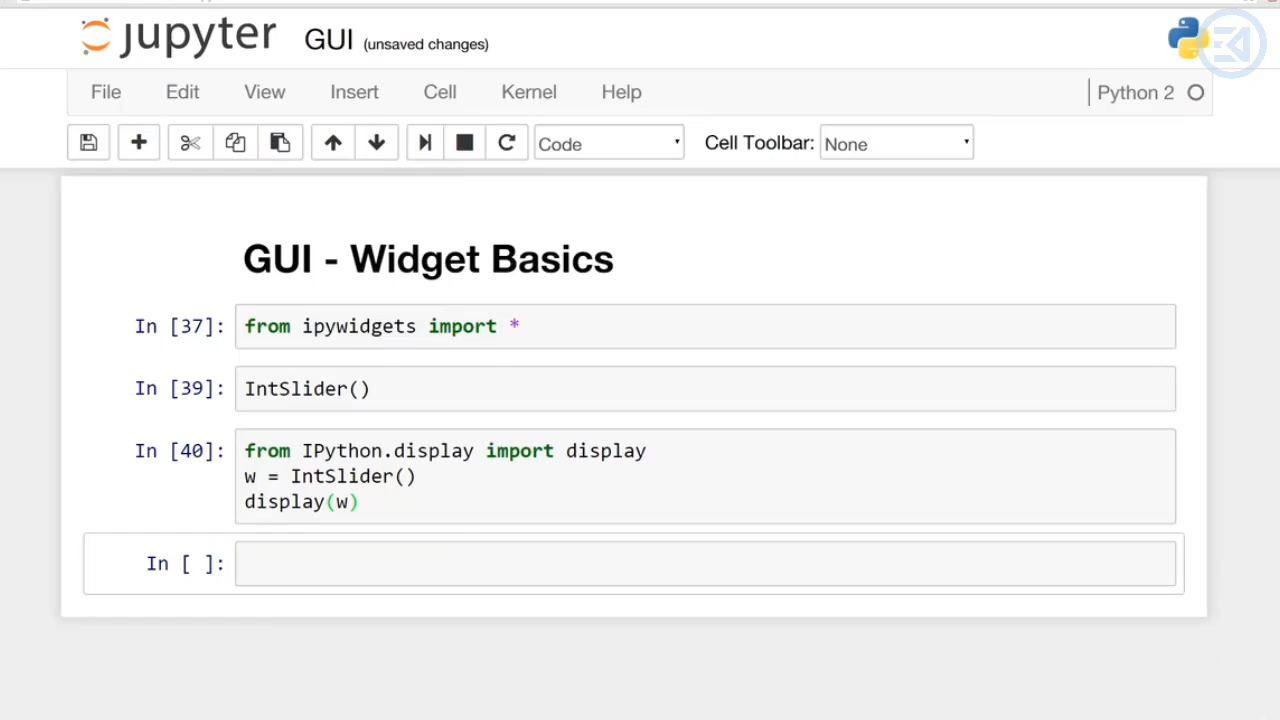 jupyter GUI (unsaved changes)
File Edit View Insert Cell Kernel Help Python 2
Code Cell Toolbar: None
GUI - Widget Basics
In [37]: from ipywidgets import *
In [39]: IntSlider()
In [40]: from IPython.display import display
w = IntSlider()
display(w)
In [ ]: